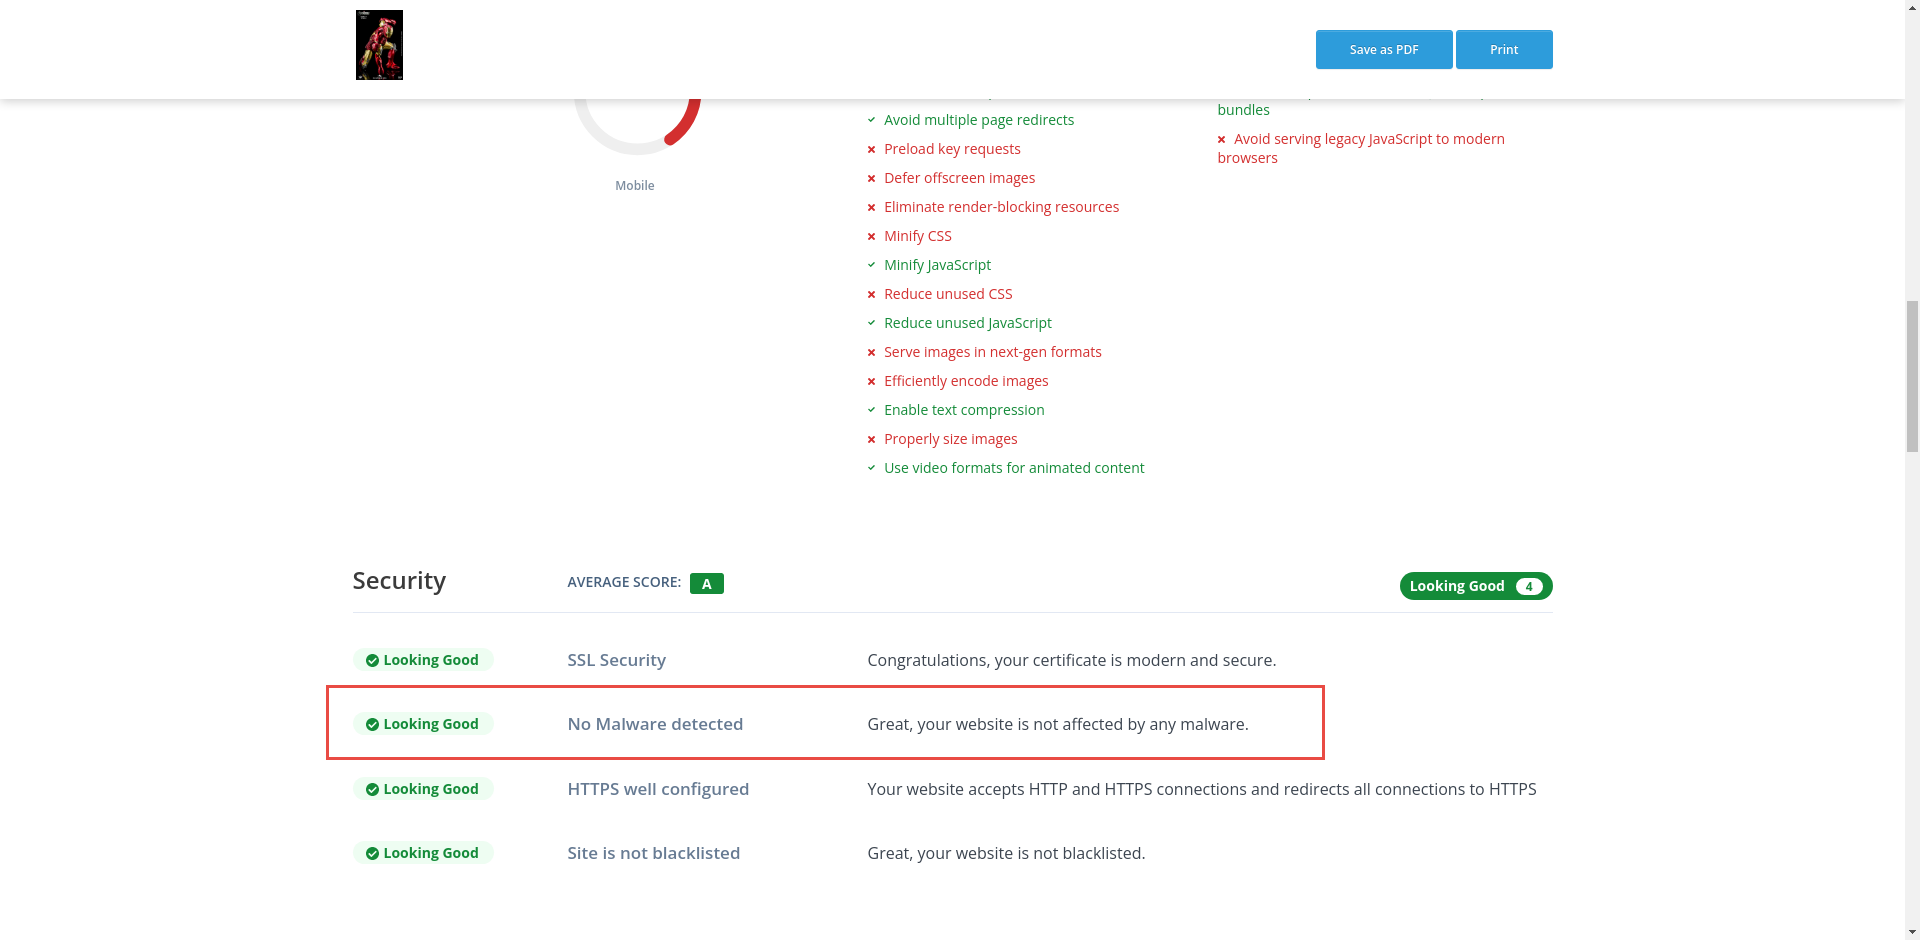 Save as PDF
Print
bundles
Avoid multiple page redirects
Avoid serving legacy JavaScript to modern
browsers
Preload key requests
Defer offscreen images
Mobile
Eliminate render-blocking resources
Minify CSS
Minify JavaScript
Reduce unused CSS
Reduce unused JavaScript
Serve images in next-gen formats
Efficiently encode images
Enable text compression
Properly size images
Use video formats for animated content
Security
AVERAGE SCORE: A
Looking Good 4
Looking Good SSL Security Congratulations, your certificate is modern and secure.
Looking Good No Malware detected Great, your website is not affected by any malware.
Looking Good HTTPS well configured Your website accepts HTTP and HTTPS connections and redirects all connections to HTTPS
Looking Good Site is not blacklisted Great, your website is not blacklisted.